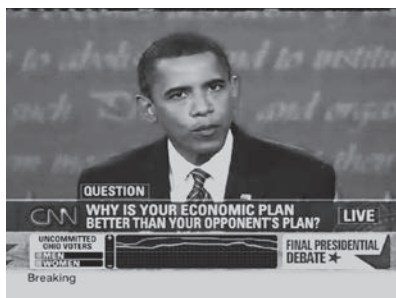 QUESTION
CNN
WHY IS YOUR ECONOMIC PLAN
BETTER THAN YOUR OPPONENT'S PLAN?
LIVE
UNCOMMITTED
OHIO VOTERS
MEN
WOMEN
FINAL PRESIDENTIAL
DEBATE ★
Breaking